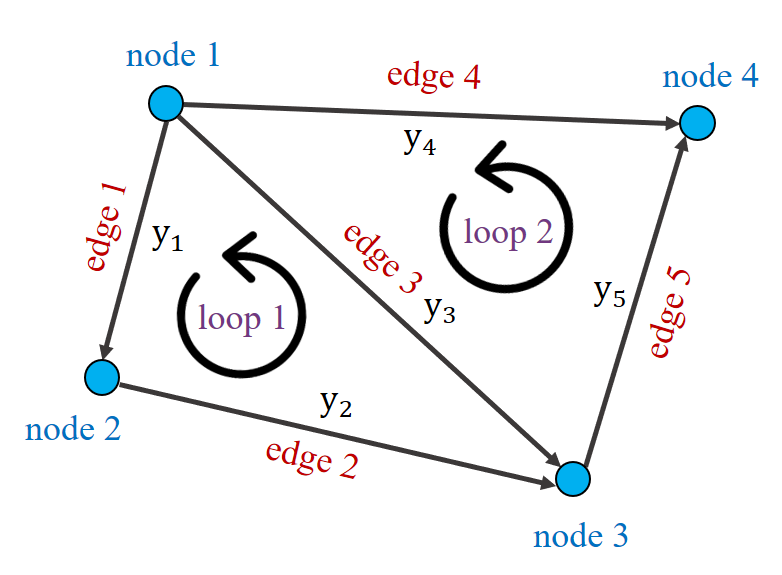 node 1
edge 4
node 4
y₄
edge 1
y₁
edge 3
loop 2
loop 1
y₃
y₅
edge 5
node 2
y₂
edge 2
node 3